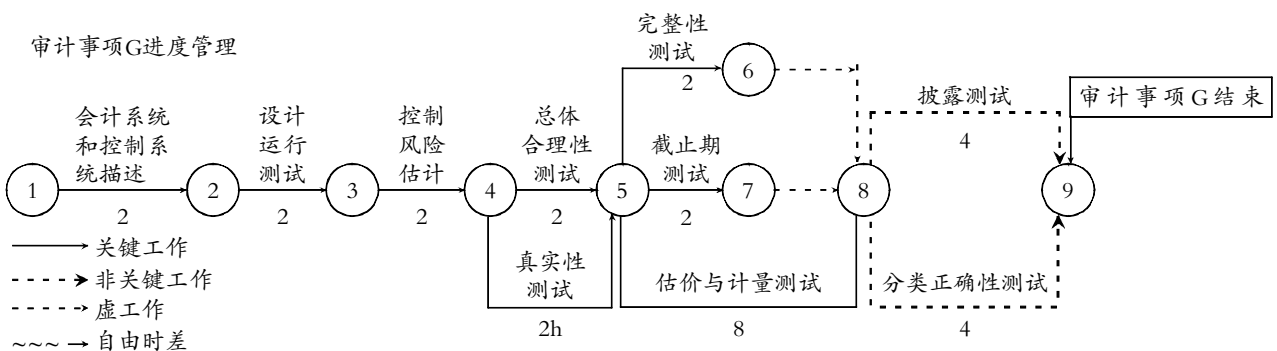 审计事项G进度管理
完整性
测试
2
6
披露测试
4
审计事项G结束
会计系统
和控制系
统描述
2
设计
运行
测试
2
控制
风险
估计
2
总体
合理性
测试
2
截止期
测试
2
1
2
3
4
5
7
8
9
真实性
测试
2h
估价与计量测试
8
分类正确性测试
4
关键工作
非关键工作
虚工作
~~~ 自由时差